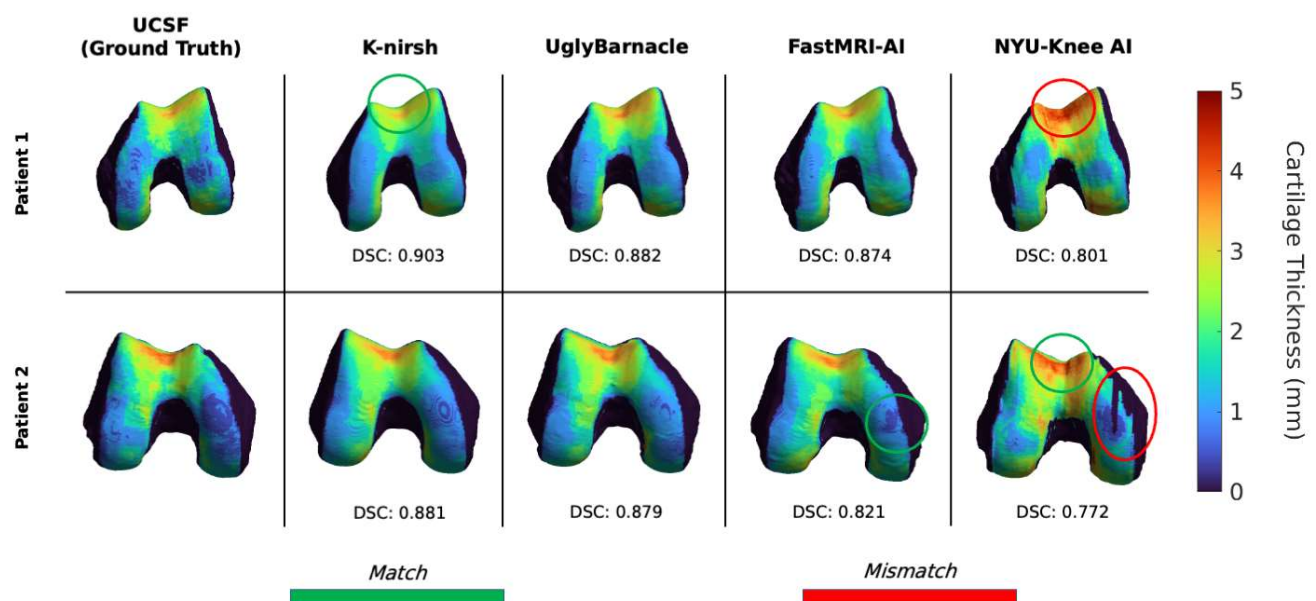 UCSF
(Ground Truth)
K-nirsh
UglyBarnacle
FastMRI-AI
NYU-Knee AI
Patient 1
DSC: 0.903
DSC: 0.882
DSC: 0.874
DSC: 0.801
Patient 2
DSC: 0.881
DSC: 0.879
DSC: 0.821
DSC: 0.772
5
4
3
2
1
0
Cartilage Thickness (mm)
Match
Mismatch